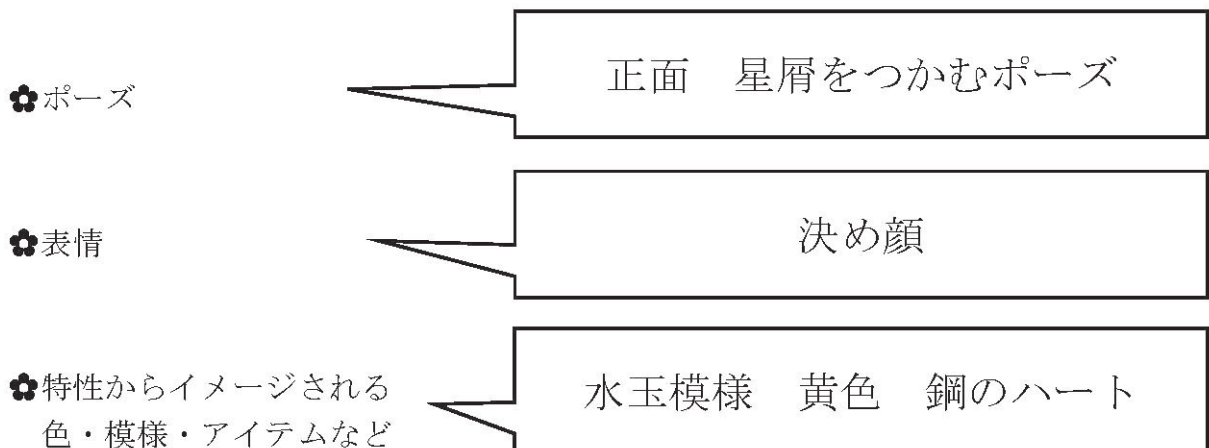 ✿ポーズ
正面　星屑をつかむポーズ
✿表情
決め顔
✿特性からイメージされる
色・模様・アイテムなど
水玉模様　黄色　鋼のハート